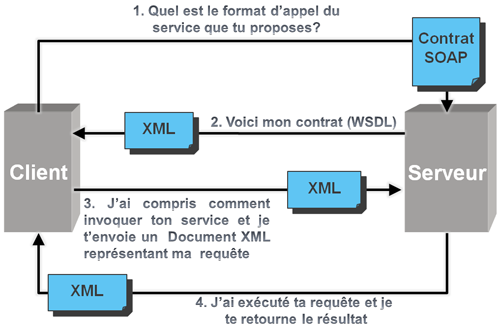 1. Quel est le format d'appel du
service que tu proposes?
Contrat
SOAP
XML
2. Voici mon contrat (WSDL)
Client
Serveur
XML
3. J'ai compris comment
invoquer ton service et je
t'envoie un Document XML
représentant ma requête
XML
4. J'ai exécuté ta requête et je
te retourne le résultat